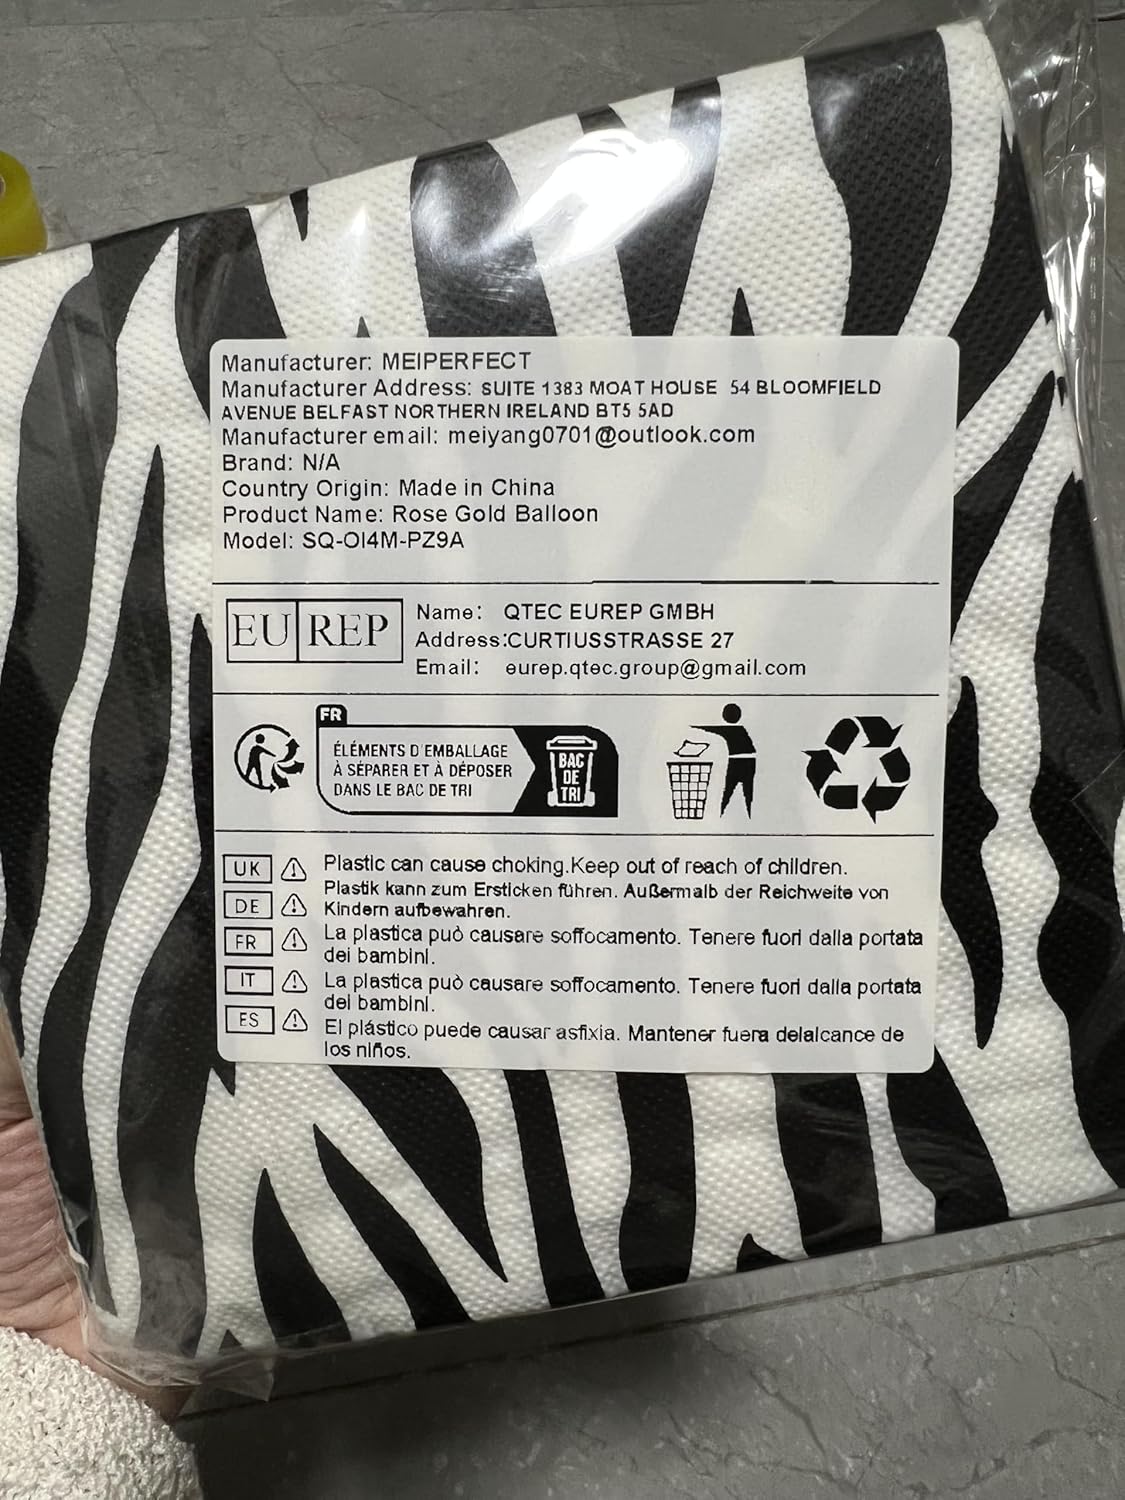 Manufacturer: MEIPERFECT
Manufacturer Address: SUITE 1383 MOAT HOUSE 54 BLOOMFIELD
AVENUE BELFAST NORTHERN IRELAND BT5 5AD
Manufacturer email: meiyang0701@outlook.com
Brand: N/A
Country Origin: Made in China
Product Name: Rose Gold Balloon
Model: SQ-OI4M-PZ9A
EU REP
Name: QTEC EUREP GMBH
Address:CURTIUSSTRASSE 27
Email: eurep.qtec.group@gmail.com
FR
ÉLÉMENTS D'EMBALLAGE
À SÉPARER ET À DÉPOSER
DANS LE BAC DE TRI
BAC
DE
TRI
UK Plastic can cause choking.Keep out of reach of children.
DE Plastik kann zum Ersticken führen. Außermalb der Reichweite von
Kindern aufbewahren.
FR La plastica può causare soffocamento. Tenere fuori dalla portata
dei bambini.
IT La plastica può causare soffocamento. Tenere fuori dalla portata
dei bambini.
ES El plástico puede causar asfixia. Mantener fuera delalcance de
los niños.